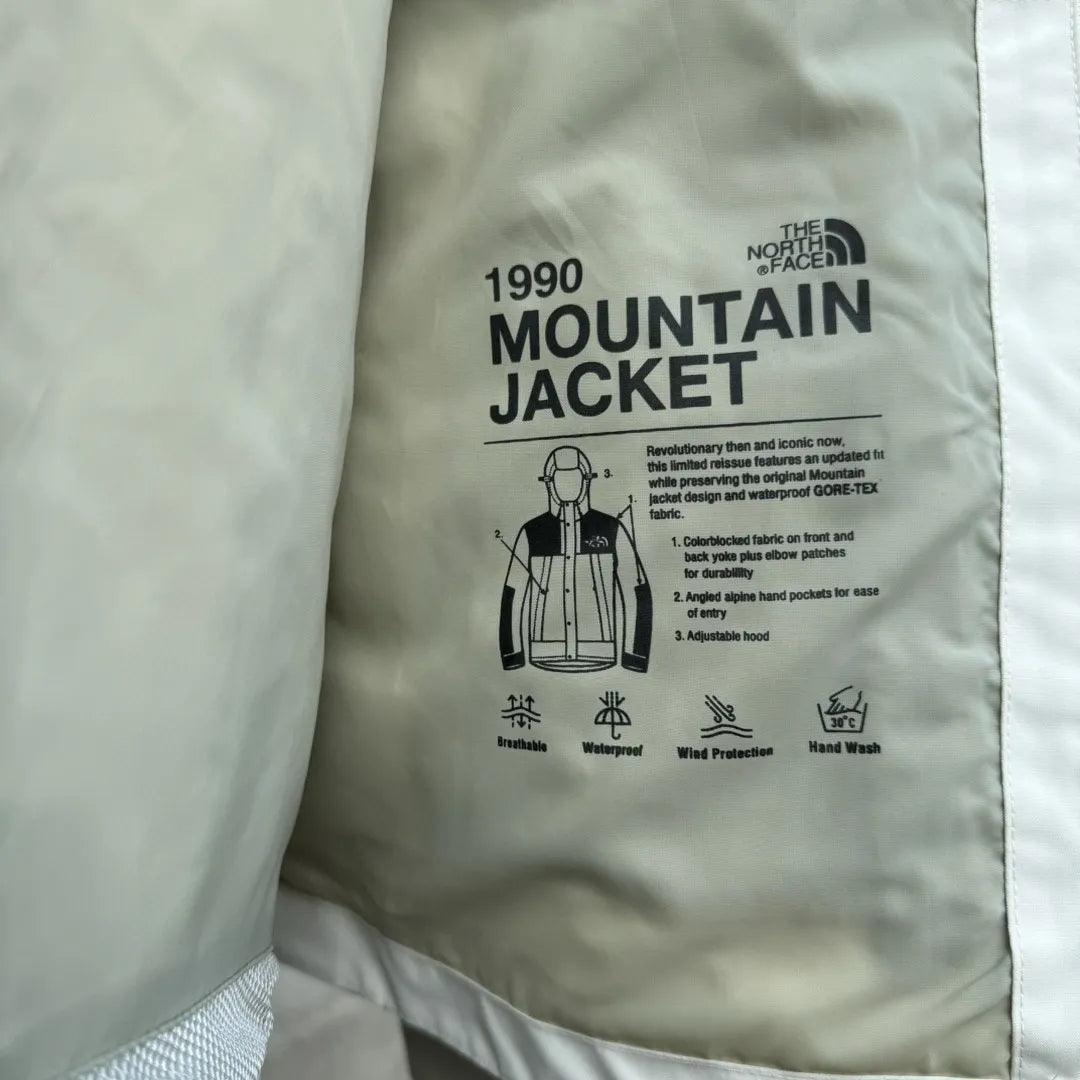 THE
NORTH
®FACE
1990
MOUNTAIN
JACKET
Revolutionary then and iconic now,
this limited reissue features an updated fit
while preserving the original Mountain
jacket design and waterproof GORE-TEX
fabric.
3.
1.
2.
1. Colorblocked fabric on front and
back yoke plus elbow patches
for durability
2. Angled alpine hand pockets for ease
of entry
3. Adjustable hood
30°C
Breathable
Waterproof
Wind Protection
Hand Wash